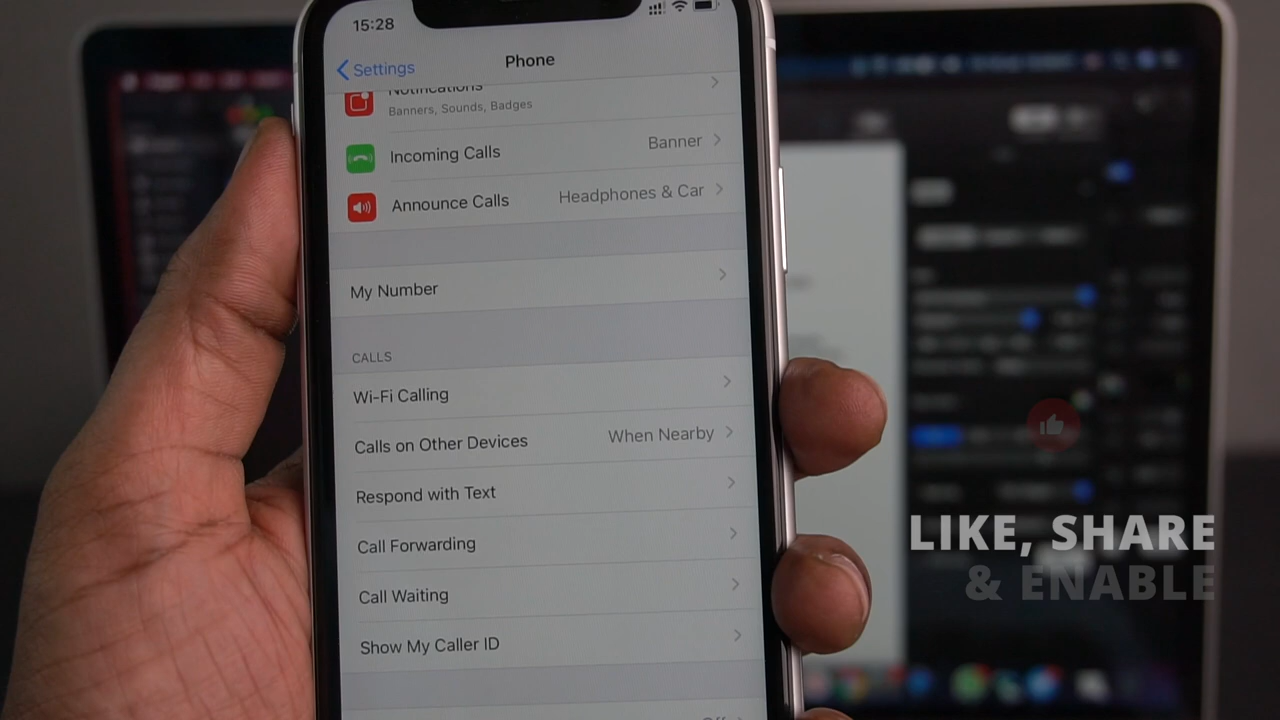 15:28
Settings
Phone
Notifications
Banners, Sounds, Badges
Incoming Calls
Banner
Announce Calls
Headphones & Car
My Number
CALLS
Wi-Fi Calling
Calls on Other Devices
When Nearby
Respond with Text
Call Forwarding
Call Waiting
Show My Caller ID
LIKE, SHARE
& ENABLE